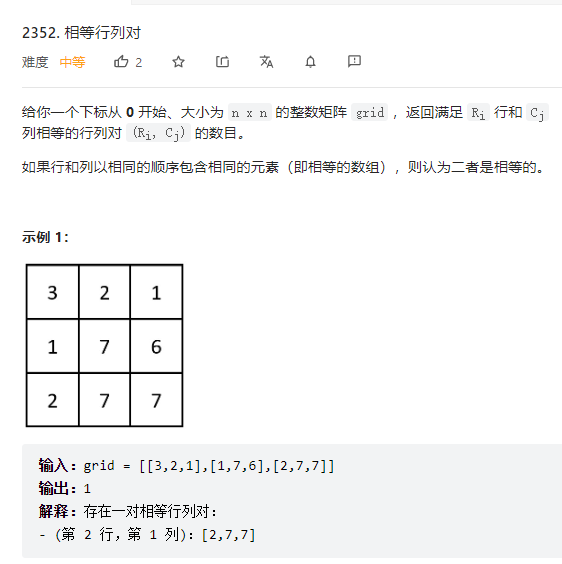 2352. 相等行列对
难度 中等 2
给你一个下标从 0 开始、大小为 n x n 的整数矩阵 grid ，返回满足 Ri 行和 Cj
列相等的行列对 (Ri, Cj) 的数目。
如果行和列以相同的顺序包含相同的元素（即相等的数组），则认为二者是相等的。
示例 1：
3 2 1
1 7 6
2 7 7
输入：grid = [[3,2,1],[1,7,6],[2,7,7]]
输出：1
解释：存在一对相等行列对：
- (第 2 行，第 1 列)：[2,7,7]